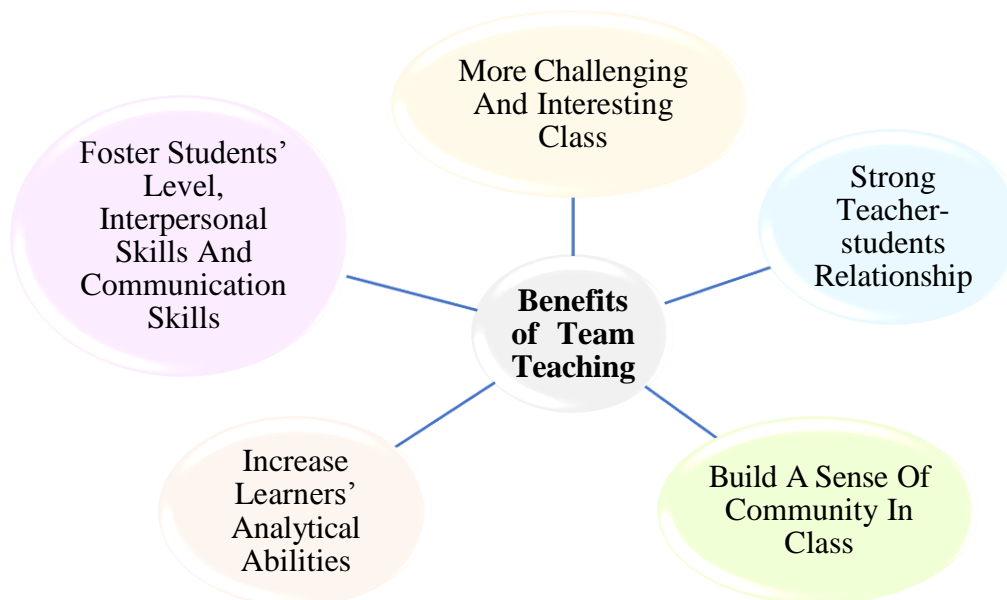 More Challenging
And Interesting
Class
Foster Students’
Level,
Interpersonal
Skills And
Communication
Skills
Strong
Teacher-
students
Relationship
Benefits
of Team
Teaching
Increase
Learners’
Analytical
Abilities
Build A Sense Of
Community In
Class